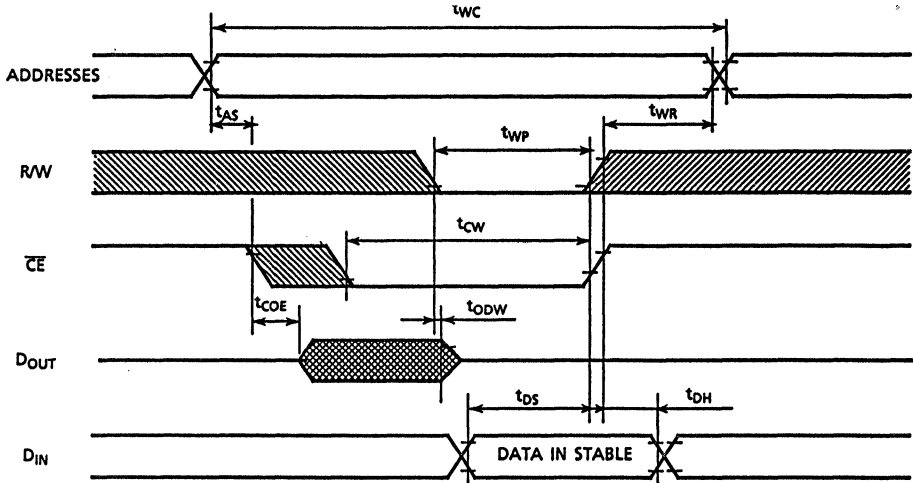 tWC
ADDRESSES
tAS
tWR
tWP
R/W
tCW
CE
tCOE
tODW
DOUT
tDS
tDH
DIN
DATA IN STABLE